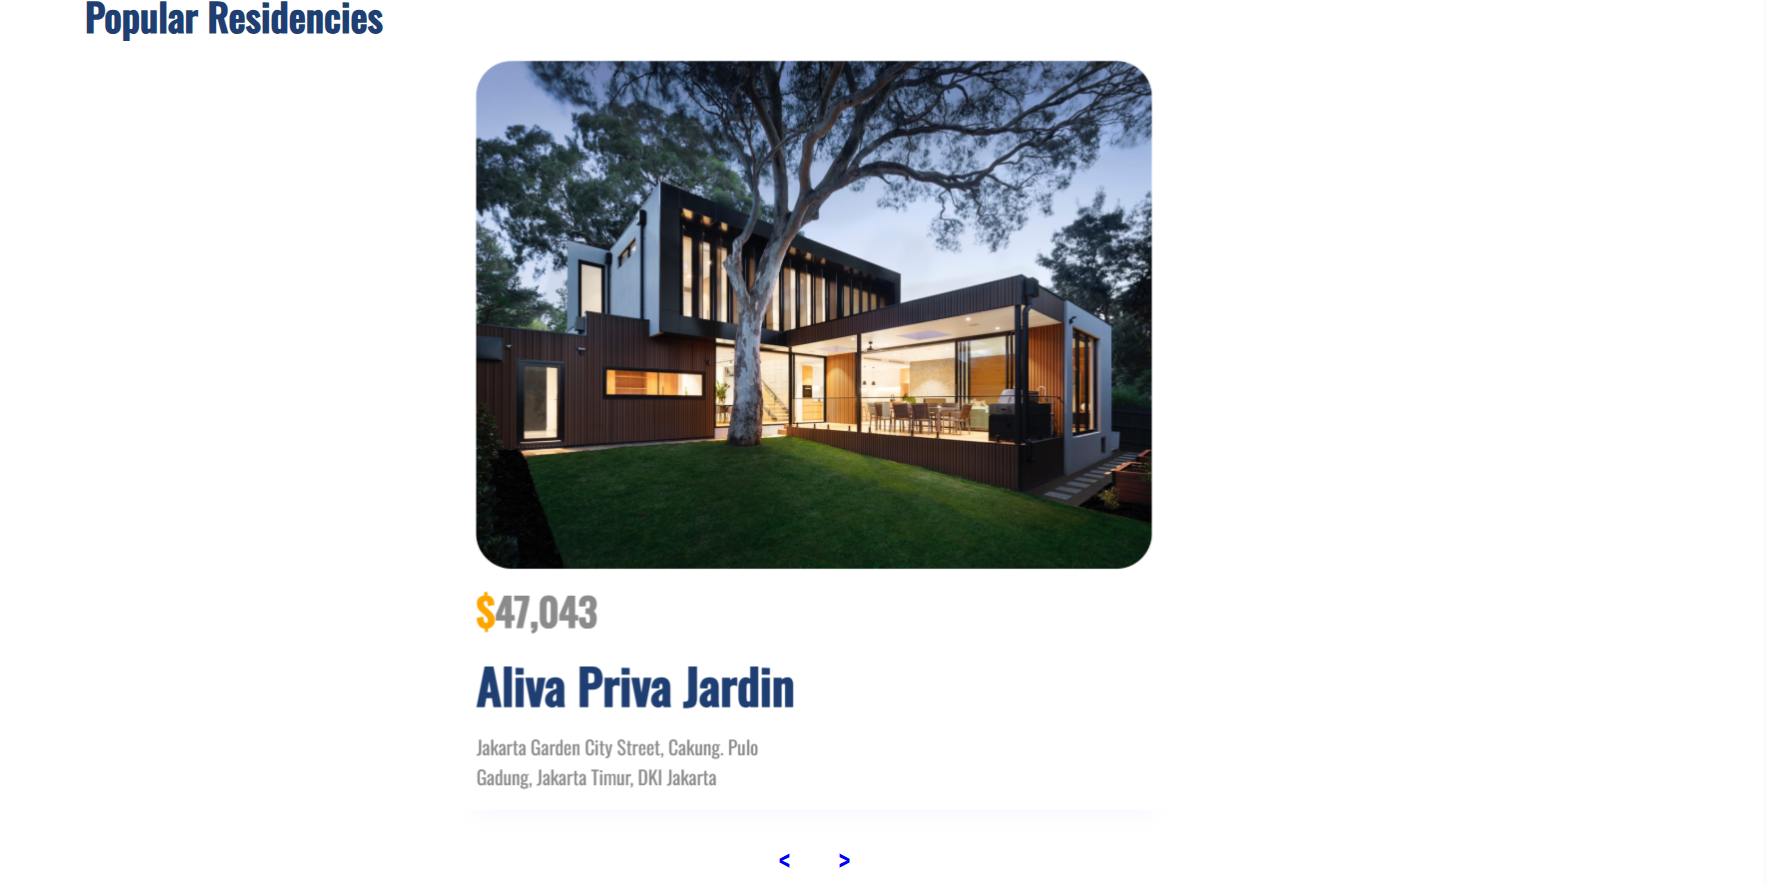 Popular Residencies
$47,043
Aliva Priva Jardin
Jakarta Garden City Street, Cakung. Pulo
Gadung, Jakarta Timur, DKI Jakarta
< >